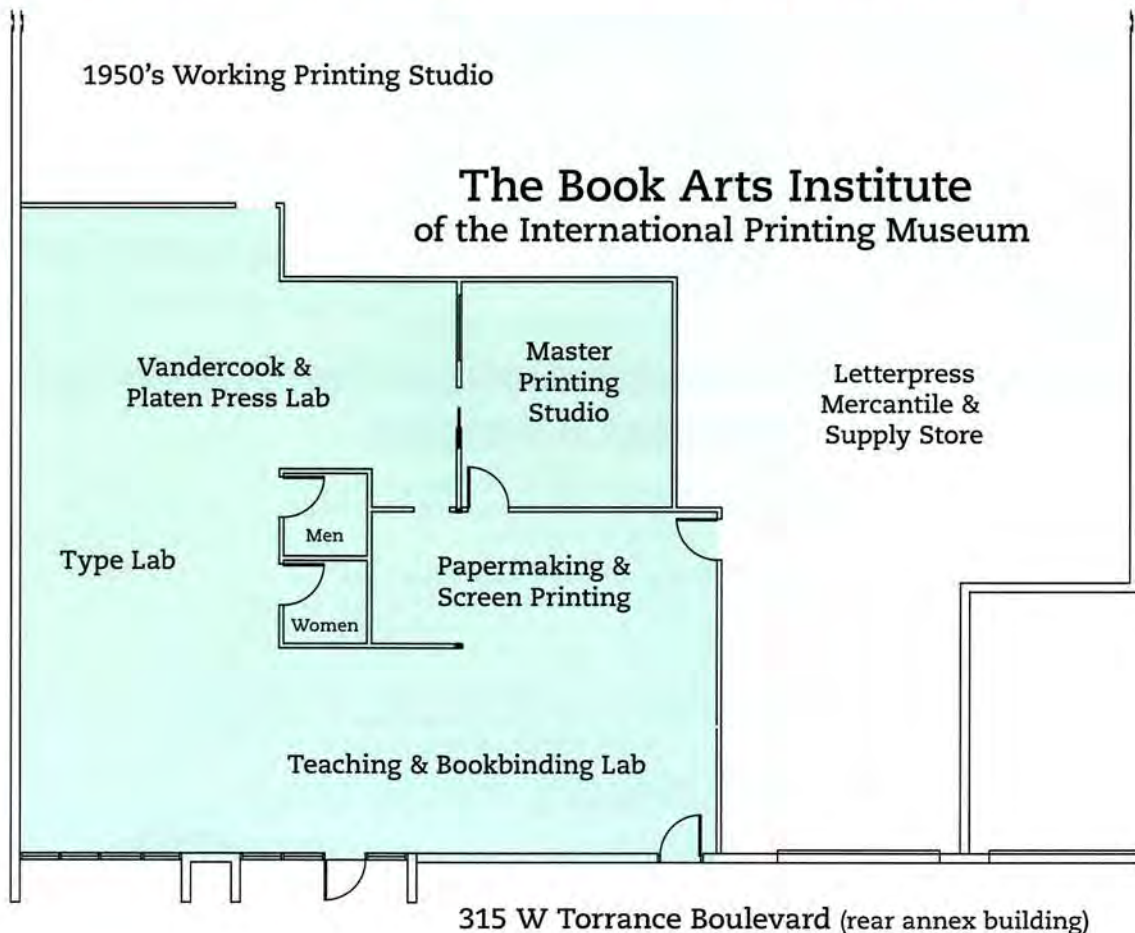 1950's Working Printing Studio
The Book Arts Institute
of the International Printing Museum
Vandercook &
Platen Press Lab
Master
Printing
Studio
Letterpress
Mercantile &
Supply Store
Men
Type Lab
Papermaking &
Screen Printing
Women
Teaching & Bookbinding Lab
315 W Torrance Boulevard (rear annex building)